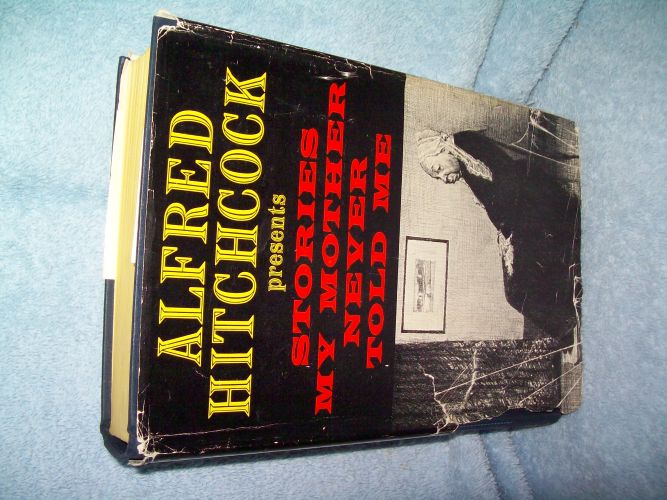 ALFRED
HITCHCOCK
presents
STORIES
MY MOTHER
NEVER
TOLD ME